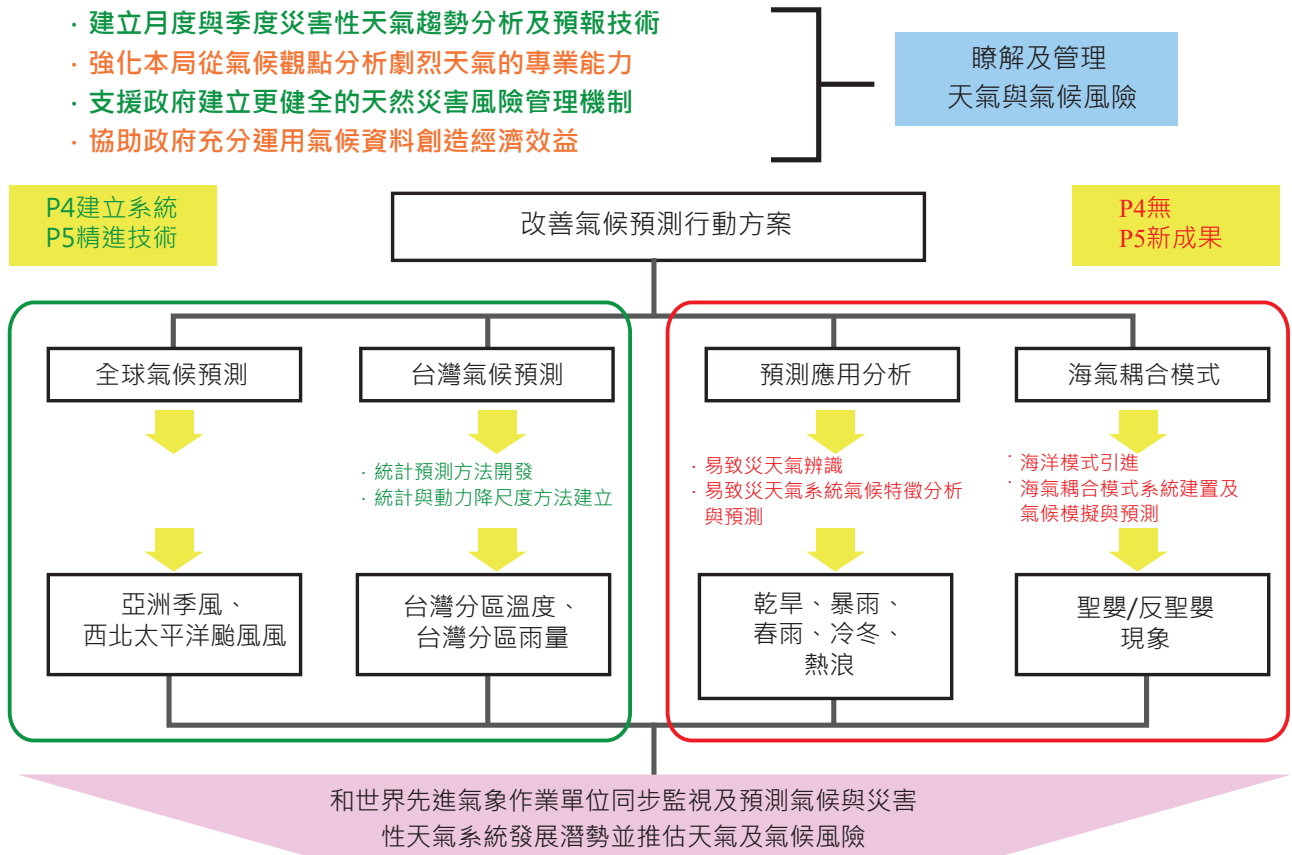 · 建立月度與季度災害性天氣趨勢分析及預報技術
· 強化本局從氣候觀點分析劇烈天氣的專業能力
· 支援政府建立更健全的天然災害風險管理機制
· 協助政府充分運用氣候資料創造經濟效益
瞭解及管理
天氣與氣候風險
P4建立系統
P5精進技術
改善氣候預測行動方案
P4無
P5新成果
全球氣候預測
台灣氣候預測
預測應用分析
海氣耦合模式
· 統計預測方法開發
· 統計與動力降尺度方法建立
· 易致災天氣辨識
· 易致災天氣系統氣候特徵分析
與預測
· 海洋模式引進
· 海氣耦合模式系統建置及
氣候模擬與預測
亞洲季風、
西北太平洋颱風風
台灣分區溫度、
台灣分區雨量
乾旱、暴雨、
春雨、冷冬、
熱浪
聖嬰/反聖嬰
現象
和世界先進氣象作業單位同步監視及預測氣候與災害
性天氣系統發展潛勢並推估天氣及氣候風險